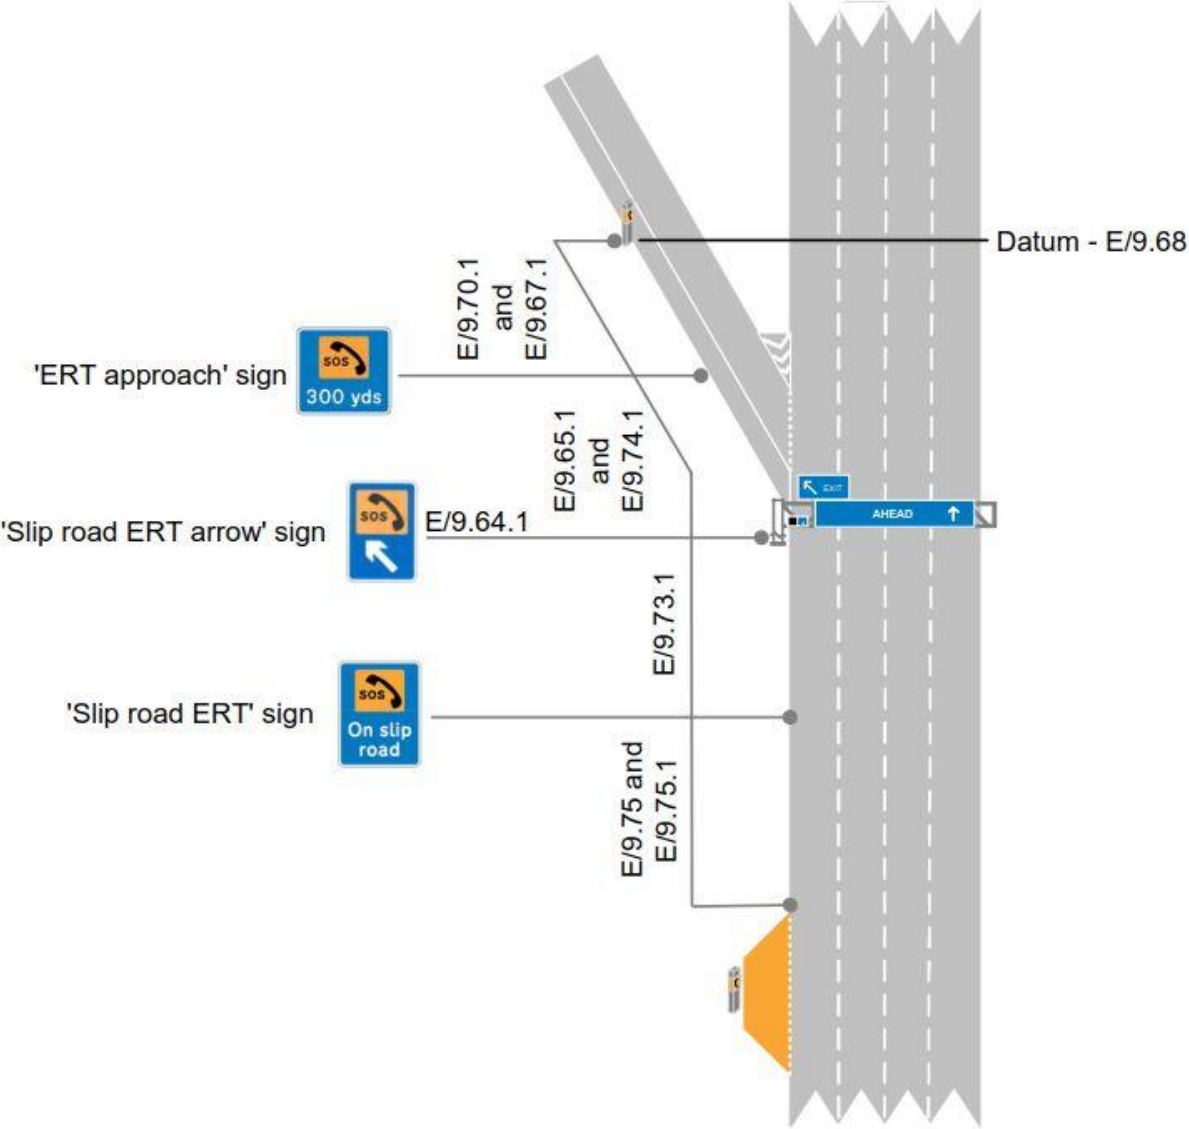 Datum - E/9.68
E/9.70.1
and
E/9.67.1
'ERT approach' sign
SOS
300 yds
E/9.65.1
and
E/9.74.1
EXIT
AHEAD
'Slip road ERT arrow' sign
SOS
E/9.64.1
E/9.73.1
'Slip road ERT' sign
SOS
On slip
road
E/9.75 and
E/9.75.1